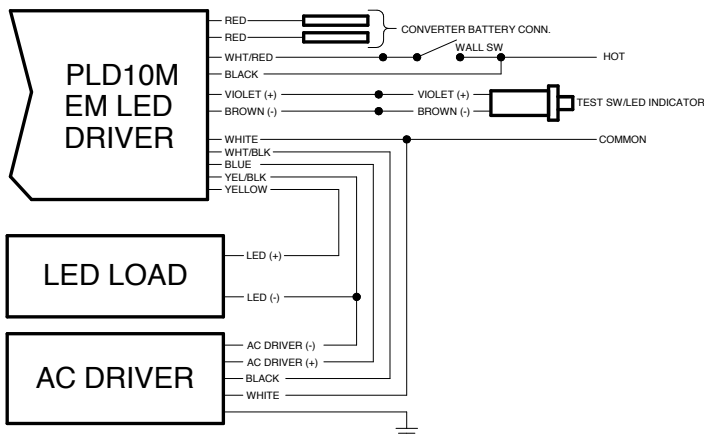 PLD10M
EM LED
DRIVER
RED
RED
CONVERTER BATTERY CONN.
WHT/RED
WALL SW
HOT
BLACK
VIOLET (+)
VIOLET (+)
BROWN (-)
BROWN (-)
TEST SW/LED INDICATOR
WHITE
COMMON
WHT/BLK
BLUE
YEL/BLK
YELLOW
LED LOAD
LED (+)
LED (-)
AC DRIVER
AC DRIVER (-)
AC DRIVER (+)
BLACK
WHITE